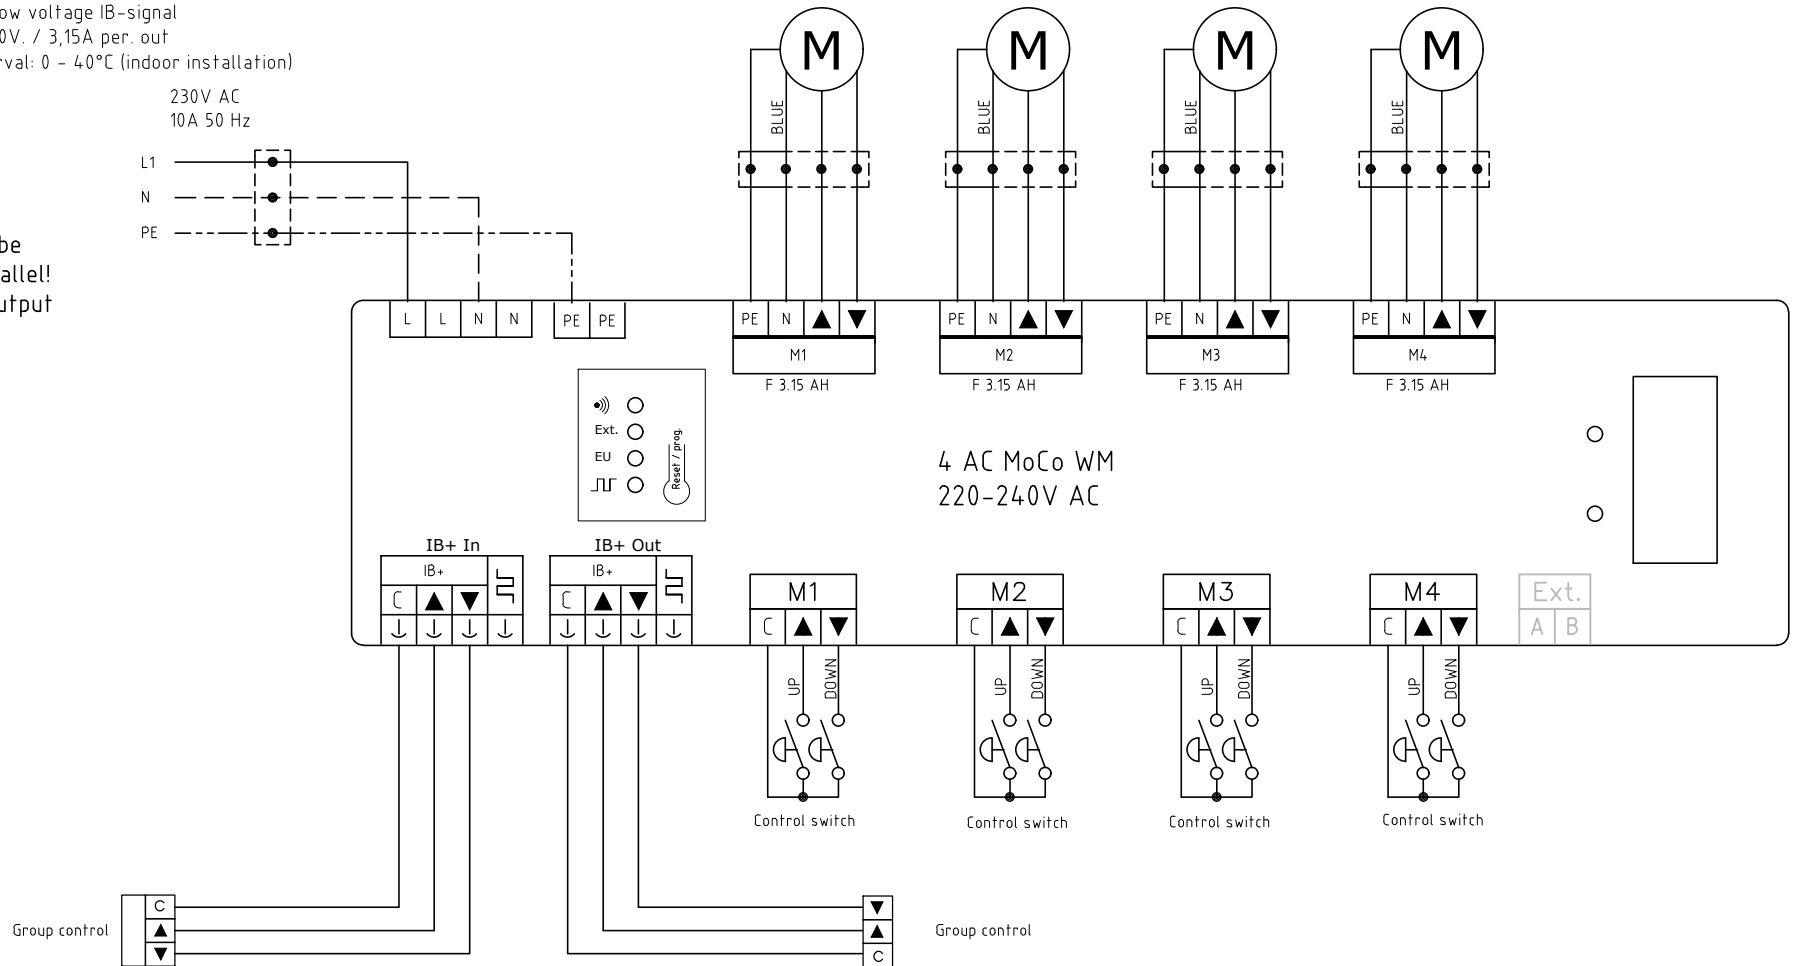 ow voltage IB-signal
0V. / 3,15A per. out
rval: 0 - 40°C (indoor installation)
230V AC
10A 50 Hz
L1
N
PE
be
allel!
utput
M M M M
BLUE BLUE BLUE BLUE
L L N N PE PE
PE N ▲ ▼ PE N ▲ ▼ PE N ▲ ▼ PE N ▲ ▼
M1 M2 M3 M4
F 3.15 AH F 3.15 AH F 3.15 AH F 3.15 AH
Ext.
EU
Reset / prog.
4 AC MoCo WM
220-240V AC
IB+ In IB+ Out
IB+ IB+
C ▲ ▼ C ▲ ▼
M1 M2 M3 M4 Ext.
C ▲ ▼ C ▲ ▼ C ▲ ▼ C ▲ ▼ A B
UP DOWN UP DOWN UP DOWN UP DOWN
Control switch Control switch Control switch Control switch
Group control
C
▲
▼
▼
▲
C
Group control